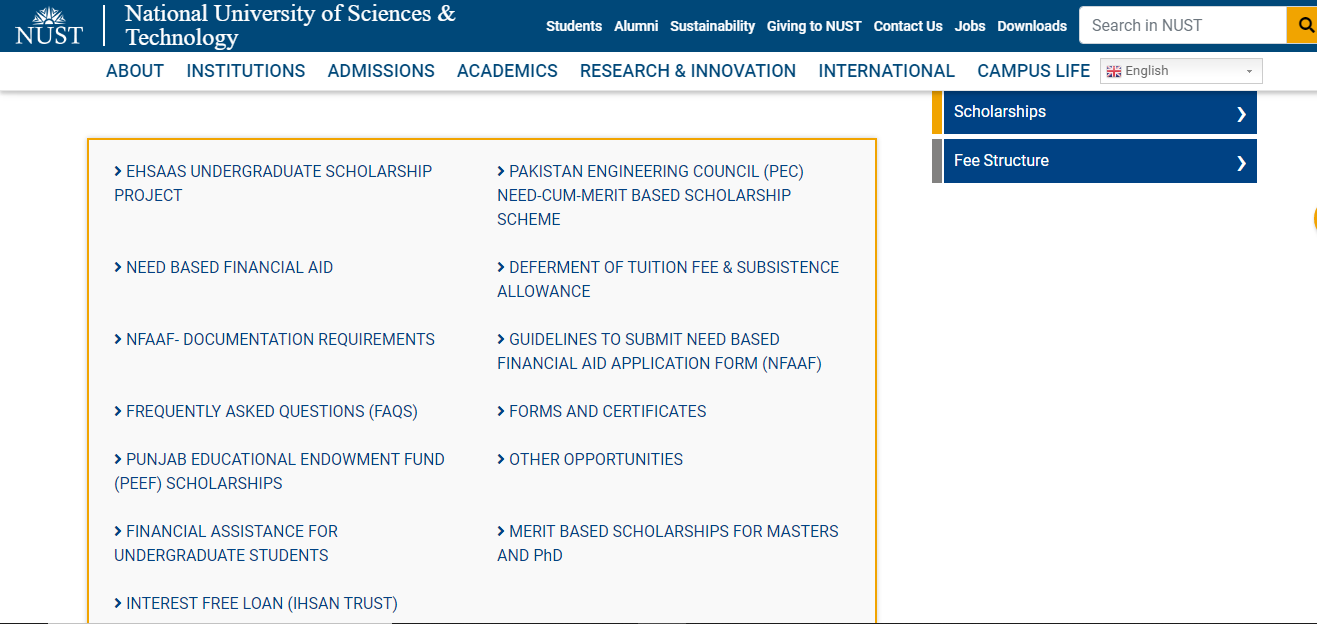 NUST
National University of Sciences &
Technology
Students Alumni Sustainability Giving to NUST Contact Us Jobs Downloads
Search in NUST
ABOUT INSTITUTIONS ADMISSIONS ACADEMICS RESEARCH & INNOVATION INTERNATIONAL CAMPUS LIFE
English
Scholarships
Fee Structure
EHSAAS UNDERGRADUATE SCHOLARSHIP
PROJECT
PAKISTAN ENGINEERING COUNCIL (PEC)
NEED-CUM-MERIT BASED SCHOLARSHIP
SCHEME
NEED BASED FINANCIAL AID
DEFERMENT OF TUITION FEE & SUBSISTENCE
ALLOWANCE
NFAAF- DOCUMENTATION REQUIREMENTS
GUIDELINES TO SUBMIT NEED BASED
FINANCIAL AID APPLICATION FORM (NFAAF)
FREQUENTLY ASKED QUESTIONS (FAQS)
FORMS AND CERTIFICATES
PUNJAB EDUCATIONAL ENDOWMENT FUND
(PEEF) SCHOLARSHIPS
OTHER OPPORTUNITIES
FINANCIAL ASSISTANCE FOR
UNDERGRADUATE STUDENTS
MERIT BASED SCHOLARSHIPS FOR MASTERS
AND PhD
INTEREST FREE LOAN (IHSAN TRUST)